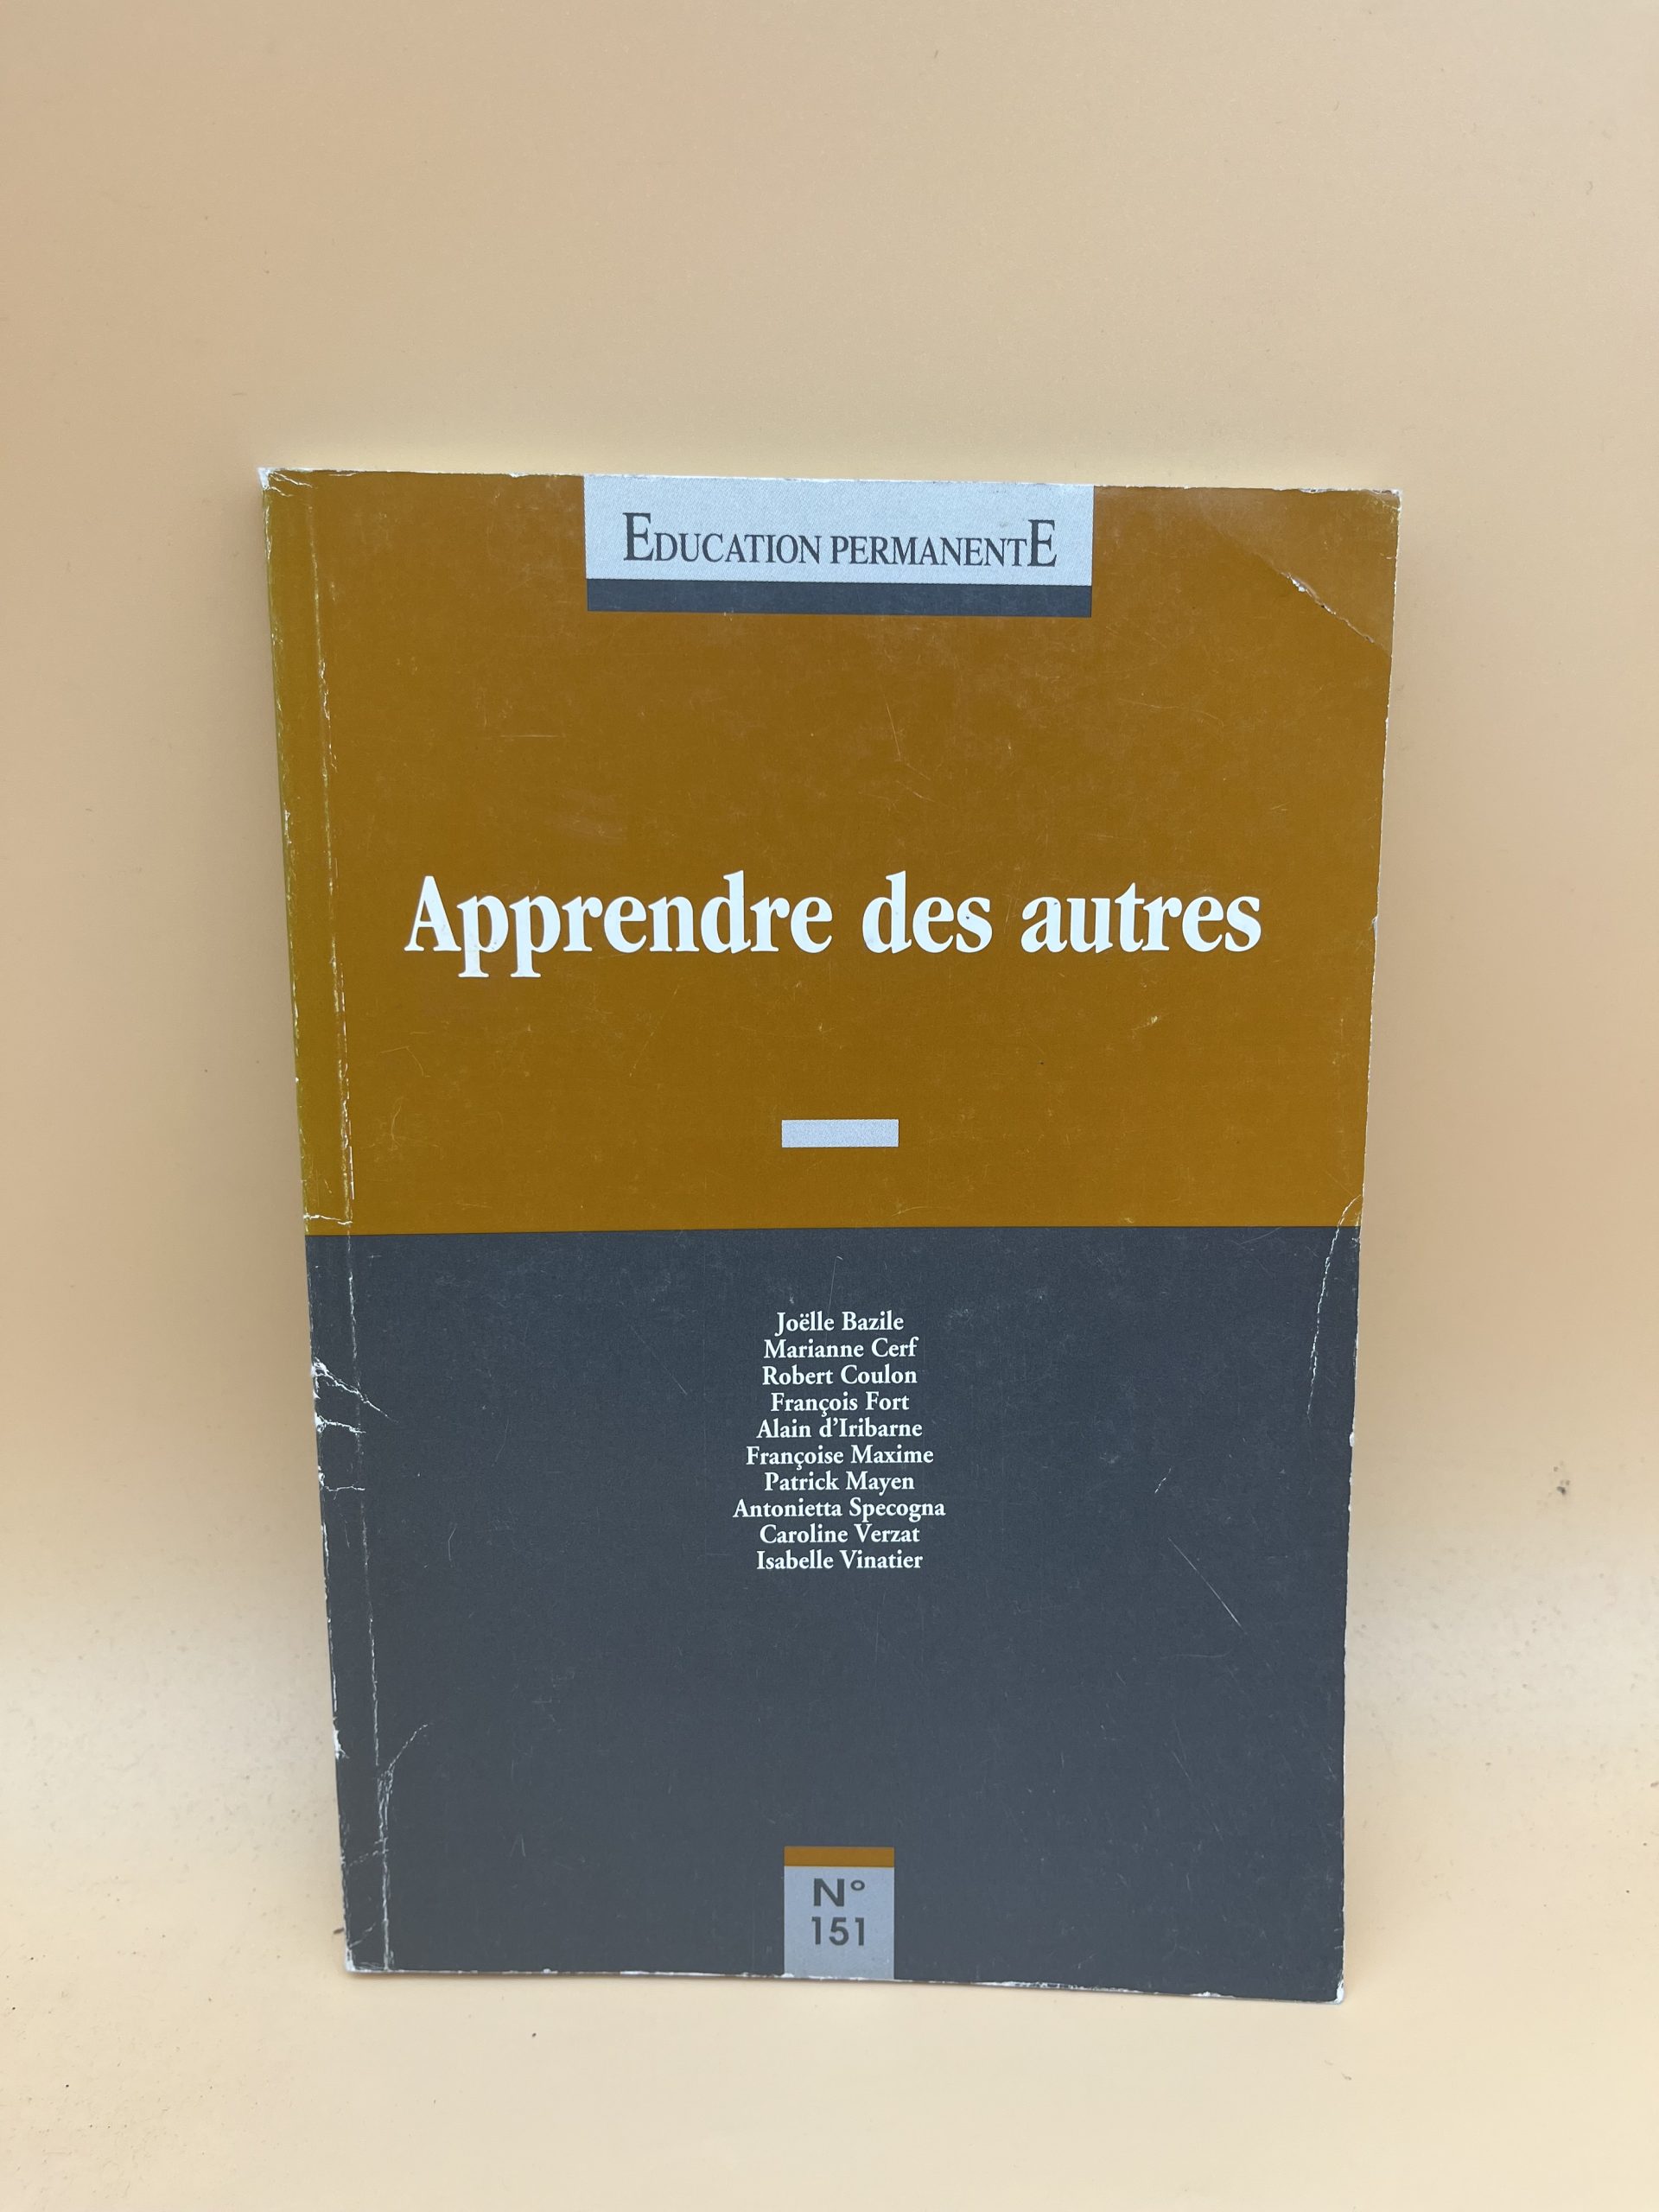 EDUCATION PERMANENTE
Apprendre des autres
Joëlle Bazile
Marianne Cerf
Robert Coulon
François Fort
Alain d'Iribarne
Françoise Maxime
Patrick Mayen
Antonietta Specogna
Caroline Verzat
Isabelle Vinatier
N°
151